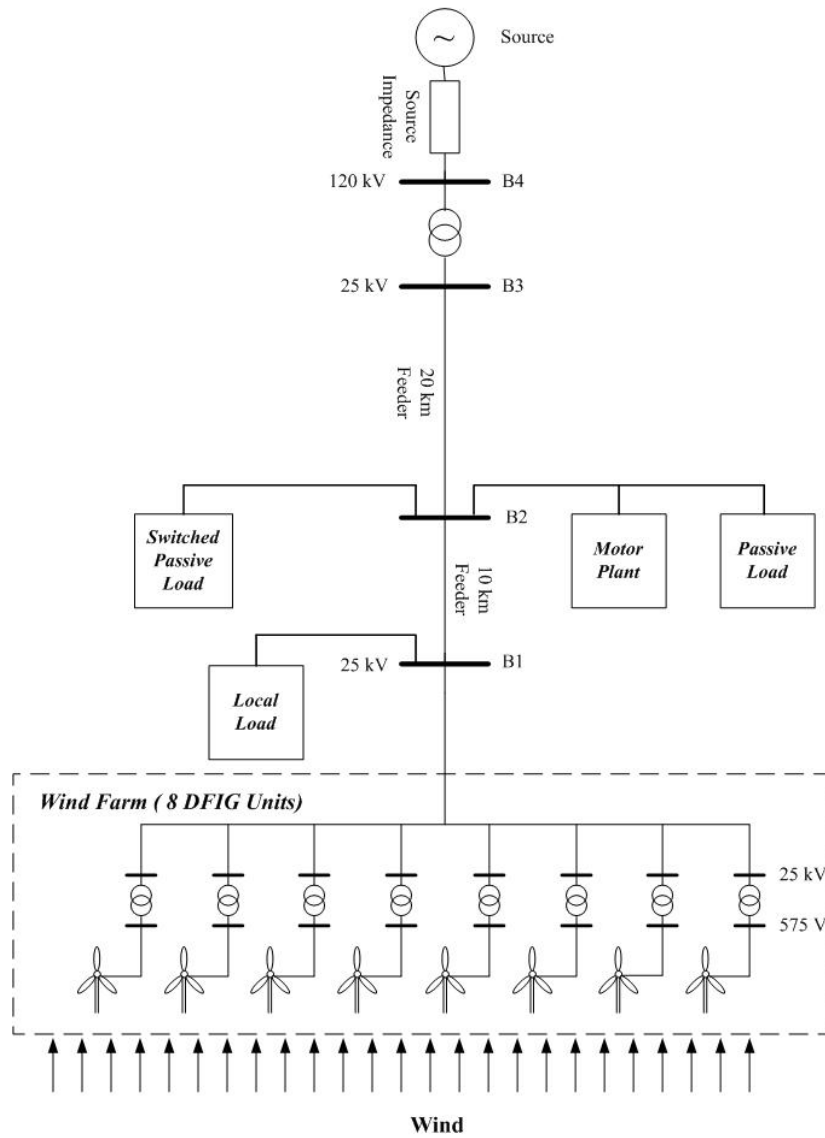 ~
Source
Source
Impedance
120 kV
B4
25 kV
B3
20 km
Feeder
B2
Switched
Passive
Load
Motor
Plant
Passive
Load
10 km
Feeder
25 kV
B1
Local
Load
Wind Farm ( 8 DFIG Units)
25 kV
575 V
Wind